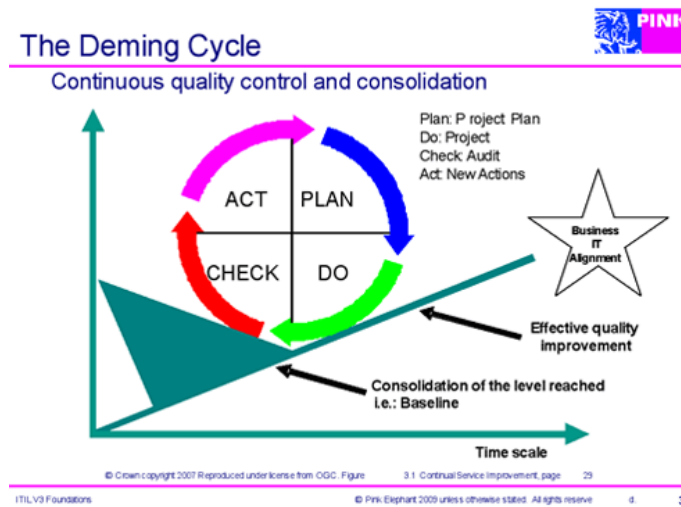 The Deming Cycle
PINK
Continuous quality control and consolidation
Plan: P roject Plan
Do: Project
Check: Audit
Act: New Actions
ACT
PLAN
CHECK
DO
Business
IT
Alignment
Effective quality
improvement
Consolidation of the level reached
i.e.: Baseline
Time scale
© Crown copyright 2007 Reproduced under license from OGC. Figure 3.1 Continual Service Improvement, page 29
ITIL V3 Foundations
© Pink Elephant 2009 unless otherwise stated. All rights reserve d.